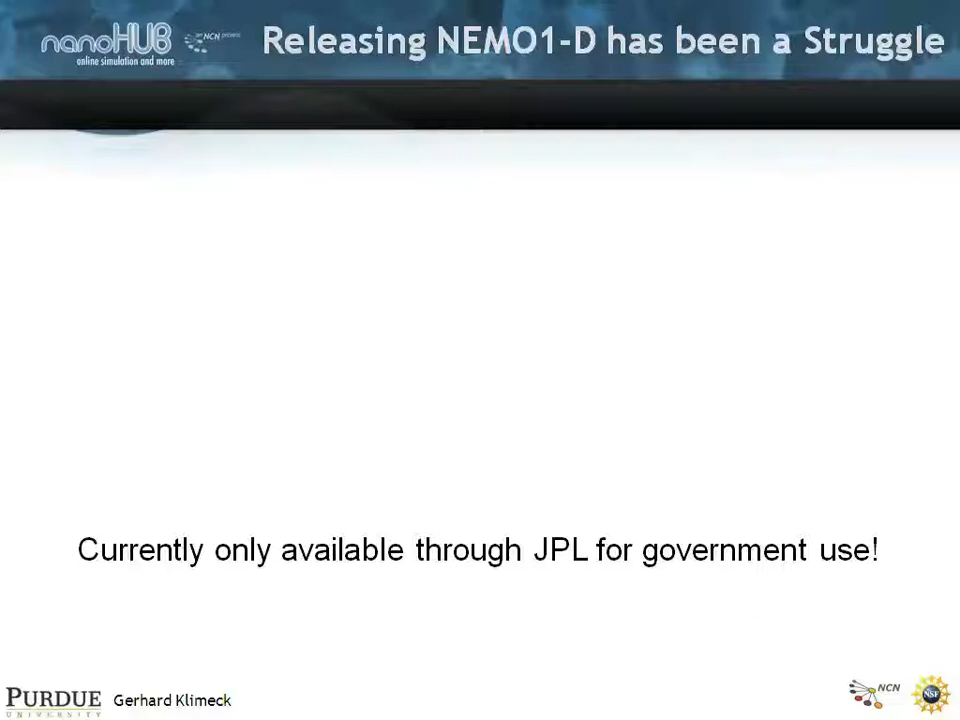 nanoHUB
online simulation and more
Releasing NEMO1-D has been a Struggle
Currently only available through JPL for government use!
PURDUE
UNIVERSITY
Gerhard Klimeck
NCN
NSF